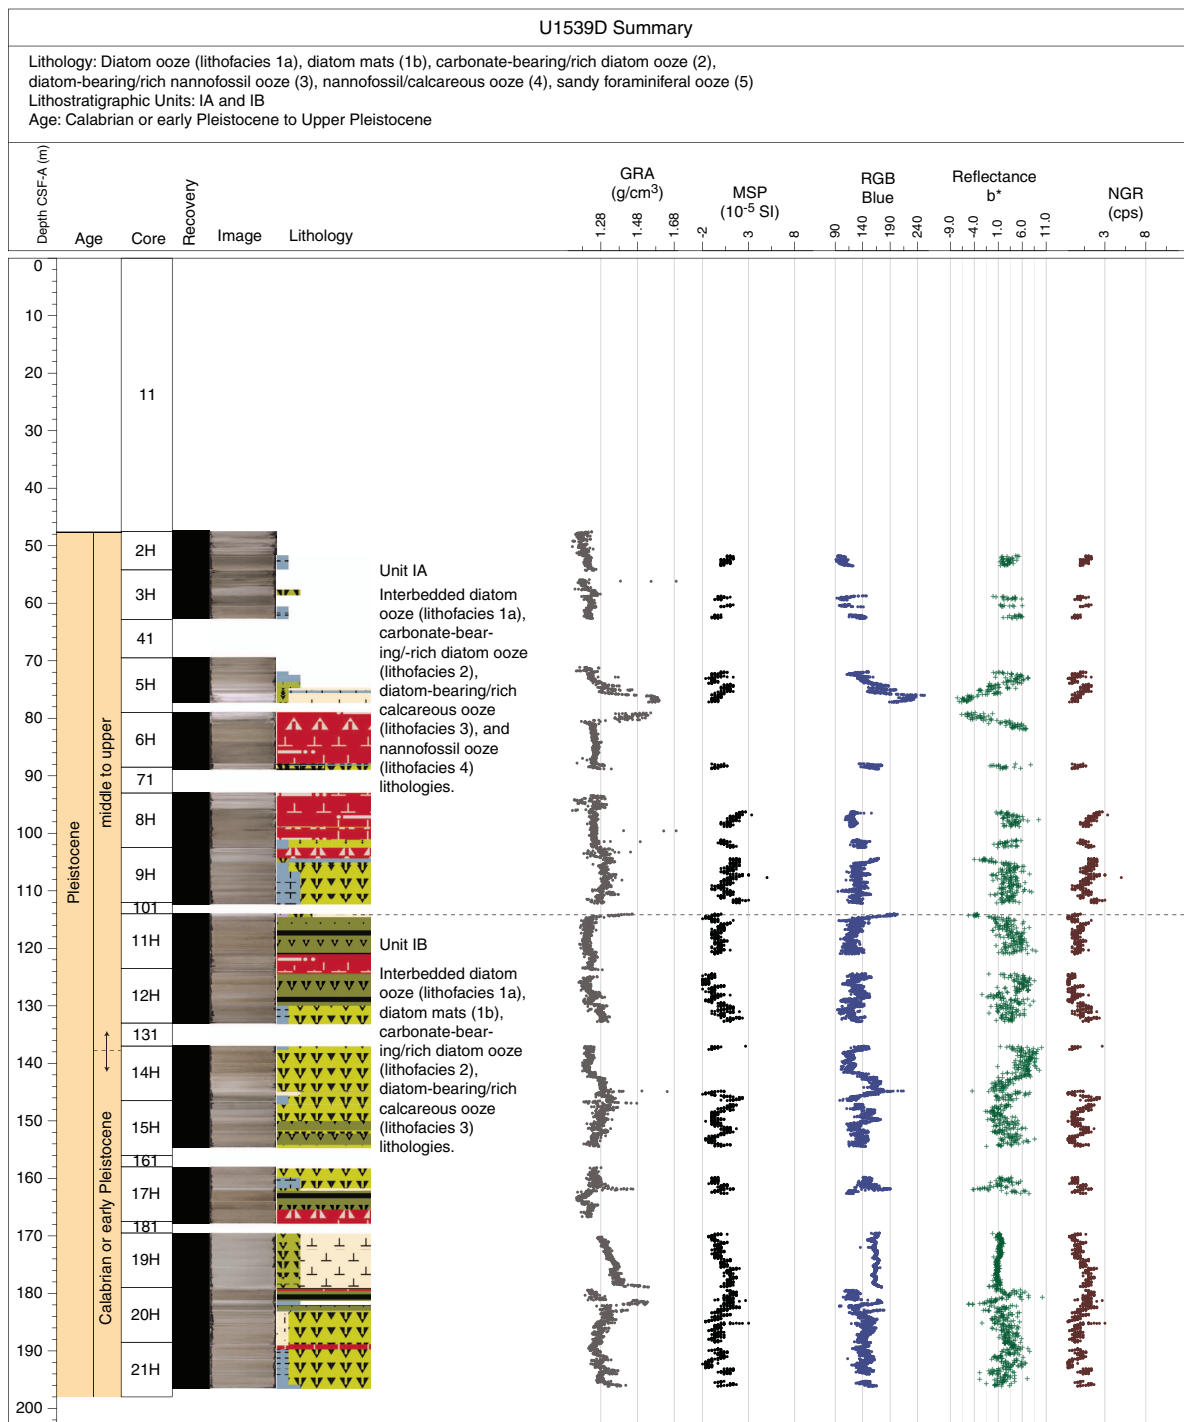 U1539D Summary
Lithology: Diatom ooze (lithofacies 1a), diatom mats (1b), carbonate-bearing/rich diatom ooze (2),
diatom-bearing/rich nannofossil ooze (3), nannofossil/calcareous ooze (4), sandy foraminiferal ooze (5)
Lithostratigraphic Units: IA and IB
Age: Calabrian or early Pleistocene to Upper Pleistocene
Depth CSF-A (m)
Age
Core
Recovery
Image
Lithology
GRA
(g/cm3)
1.28 1.48 1.68
MSP
(10-5 SI)
-2 3 8
RGB
Blue
90 140 190 240
Reflectance
b*
-9.0 -4.0 1.0 6.0 11.0
NGR
(cps)
3 8
0
10
20
30
40
50
60
70
80
90
100
110
120
130
140
150
160
170
180
190
200
Pleistocene
middle to upper
Calabrian or early Pleistocene
11
2H
3H
41
5H
6H
71
8H
9H
101
11H
12H
131
14H
15H
161
17H
181
19H
20H
21H
Unit IA
Interbedded diatom
ooze (lithofacies 1a),
carbonate-bear-
ing/-rich diatom ooze
(lithofacies 2),
diatom-bearing/rich
calcareous ooze
(lithofacies 3), and
nannofossil ooze
(lithofacies 4)
lithologies.
Unit IB
Interbedded diatom
ooze (lithofacies 1a),
diatom mats (1b),
carbonate-bear-
ing/rich diatom ooze
(lithofacies 2),
diatom-bearing/rich
calcareous ooze
(lithofacies 3)
lithologies.